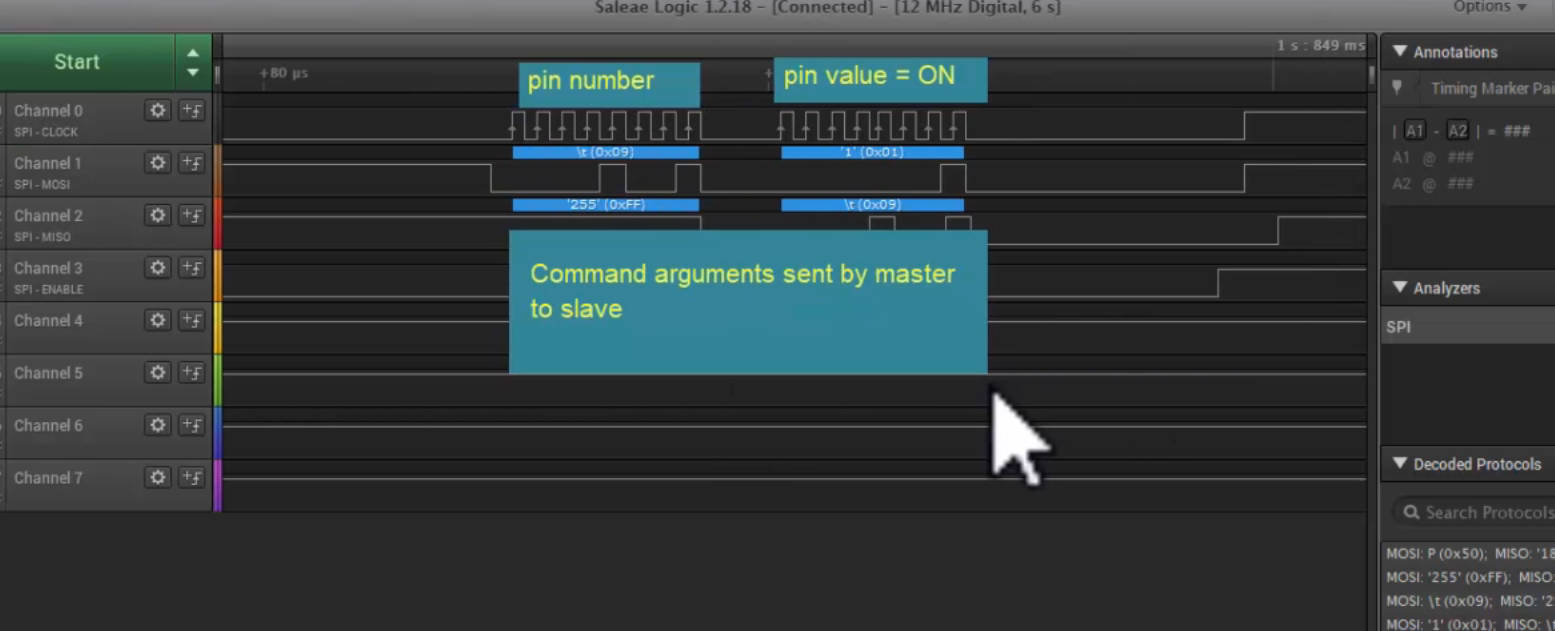 Saleae Logic 1.2.18 – [Connected] – [12 MHz Digital, 6 s]
Options
Start
1 s : 849 ms
+80 µs
+
pin number
pin value = ON
Annotations
Timing Marker Pai
| A1 - A2 | = ###
A1 @ ###
A2 @ ###
Channel 0
SPI - CLOCK
\t (0x09)
'1' (0x01)
Channel 1
SPI - MOSI
'255' (0xFF)
\t (0x09)
Channel 2
SPI - MISO
Channel 3
SPI - ENABLE
Command arguments sent by master
to slave
Channel 4
Channel 5
Channel 6
Channel 7
Analyzers
SPI
Decoded Protocols
Search Protocols
MOSI: P (0x50); MISO: '18
MOSI: '255' (0xFF); MISO:
MOSI: \t (0x09); MISO: '2
MOSI: '1' (0x01); MISO: \t